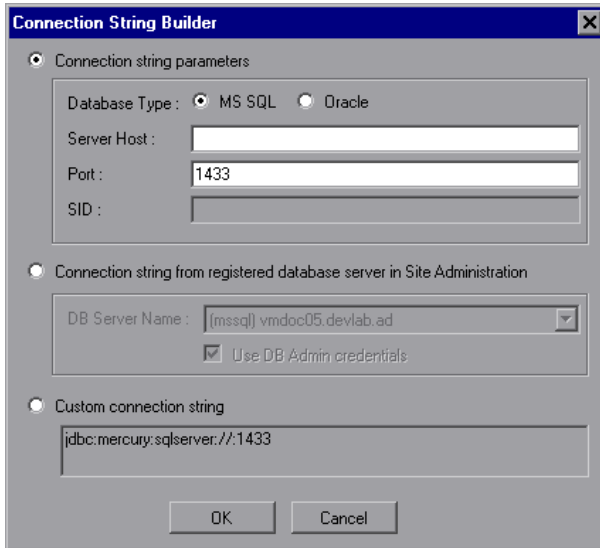 Connection String Builder
Connection string parameters
Database Type : MS SQL Oracle
Server Host :
Port : 1433
SID :
Connection string from registered database server in Site Administration
DB Server Name : (mssql) vmdoc05.devlab.ad
Use DB Admin credentials
Custom connection string
jdbc:mercury:sqlserver://:1433
OK Cancel